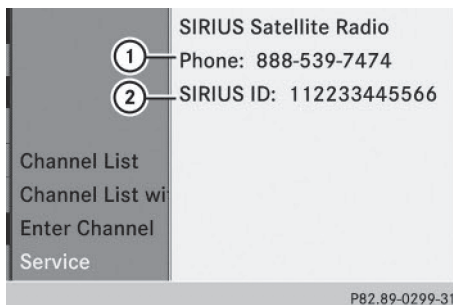 SIRIUS Satellite Radio
1 Phone: 888-539-7474
2 SIRIUS ID: 112233445566
Channel List
Channel List wi
Enter Channel
Service
P82.89-0299-31